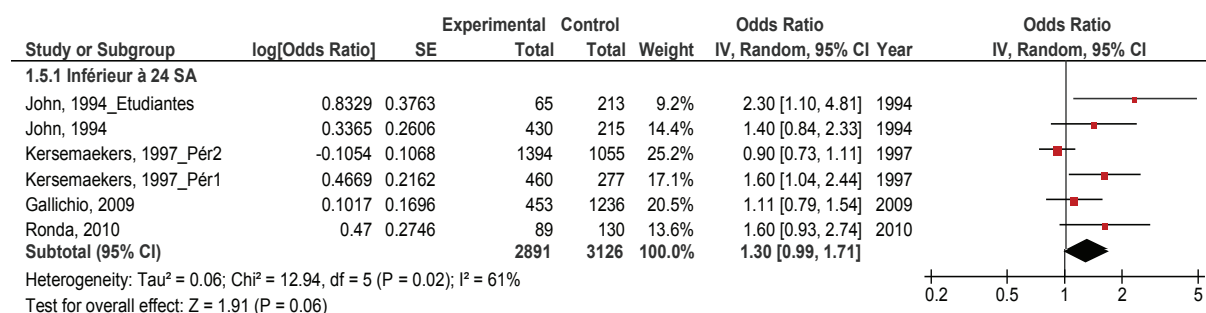 Experimental Control Odds Ratio Odds Ratio
Study or Subgroup log[Odds Ratio] SE Total Total Weight IV, Random, 95% CI Year IV, Random, 95% CI
1.5.1 Inférieur à 24 SA
John, 1994_Etudiantes 0.8329 0.3763 65 213 9.2% 2.30 [1.10, 4.81] 1994
John, 1994 0.3365 0.2606 430 215 14.4% 1.40 [0.84, 2.33] 1994
Kersemaekers, 1997_Pér2 -0.1054 0.1068 1394 1055 25.2% 0.90 [0.73, 1.11] 1997
Kersemaekers, 1997_Pér1 0.4669 0.2162 460 277 17.1% 1.60 [1.04, 2.44] 1997
Gallichio, 2009 0.1017 0.1696 453 1236 20.5% 1.11 [0.79, 1.54] 2009
Ronda, 2010 0.47 0.2746 89 130 13.6% 1.60 [0.93, 2.74] 2010
Subtotal (95% CI) 2891 3126 100.0% 1.30 [0.99, 1.71]
Heterogeneity: Tau² = 0.06; Chi² = 12.94, df = 5 (P = 0.02); I² = 61%
Test for overall effect: Z = 1.91 (P = 0.06)
0.2 0.5 1 2 5